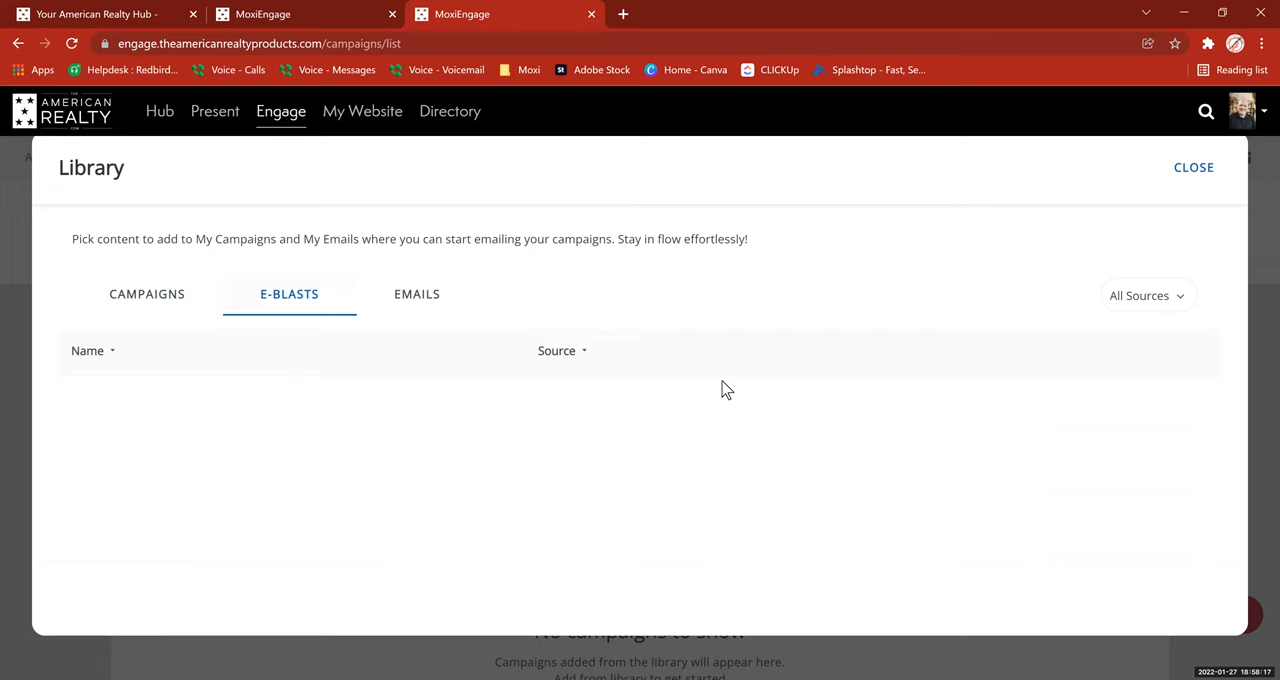 Your American Realty Hub -
MoxiEngage
MoxiEngage
engage.theamericanrealtyproducts.com/campaigns/list
Apps
Helpdesk : Redbird...
Voice - Calls
Voice - Messages
Voice - Voicemail
Moxi
St
Adobe Stock
Home - Canva
CLICKUp
Splashtop - Fast, Se...
Reading list
THE
AMERICAN
REALTY
.COM
Hub
Present
Engage
My Website
Directory
Library
CLOSE
Pick content to add to My Campaigns and My Emails where you can start emailing your campaigns. Stay in flow effortlessly!
CAMPAIGNS
E-BLASTS
EMAILS
All Sources
Name
Source
No campaigns to show
Campaigns added from the library will appear here.
Add from library to get started.
2022-01-27 18:58:17